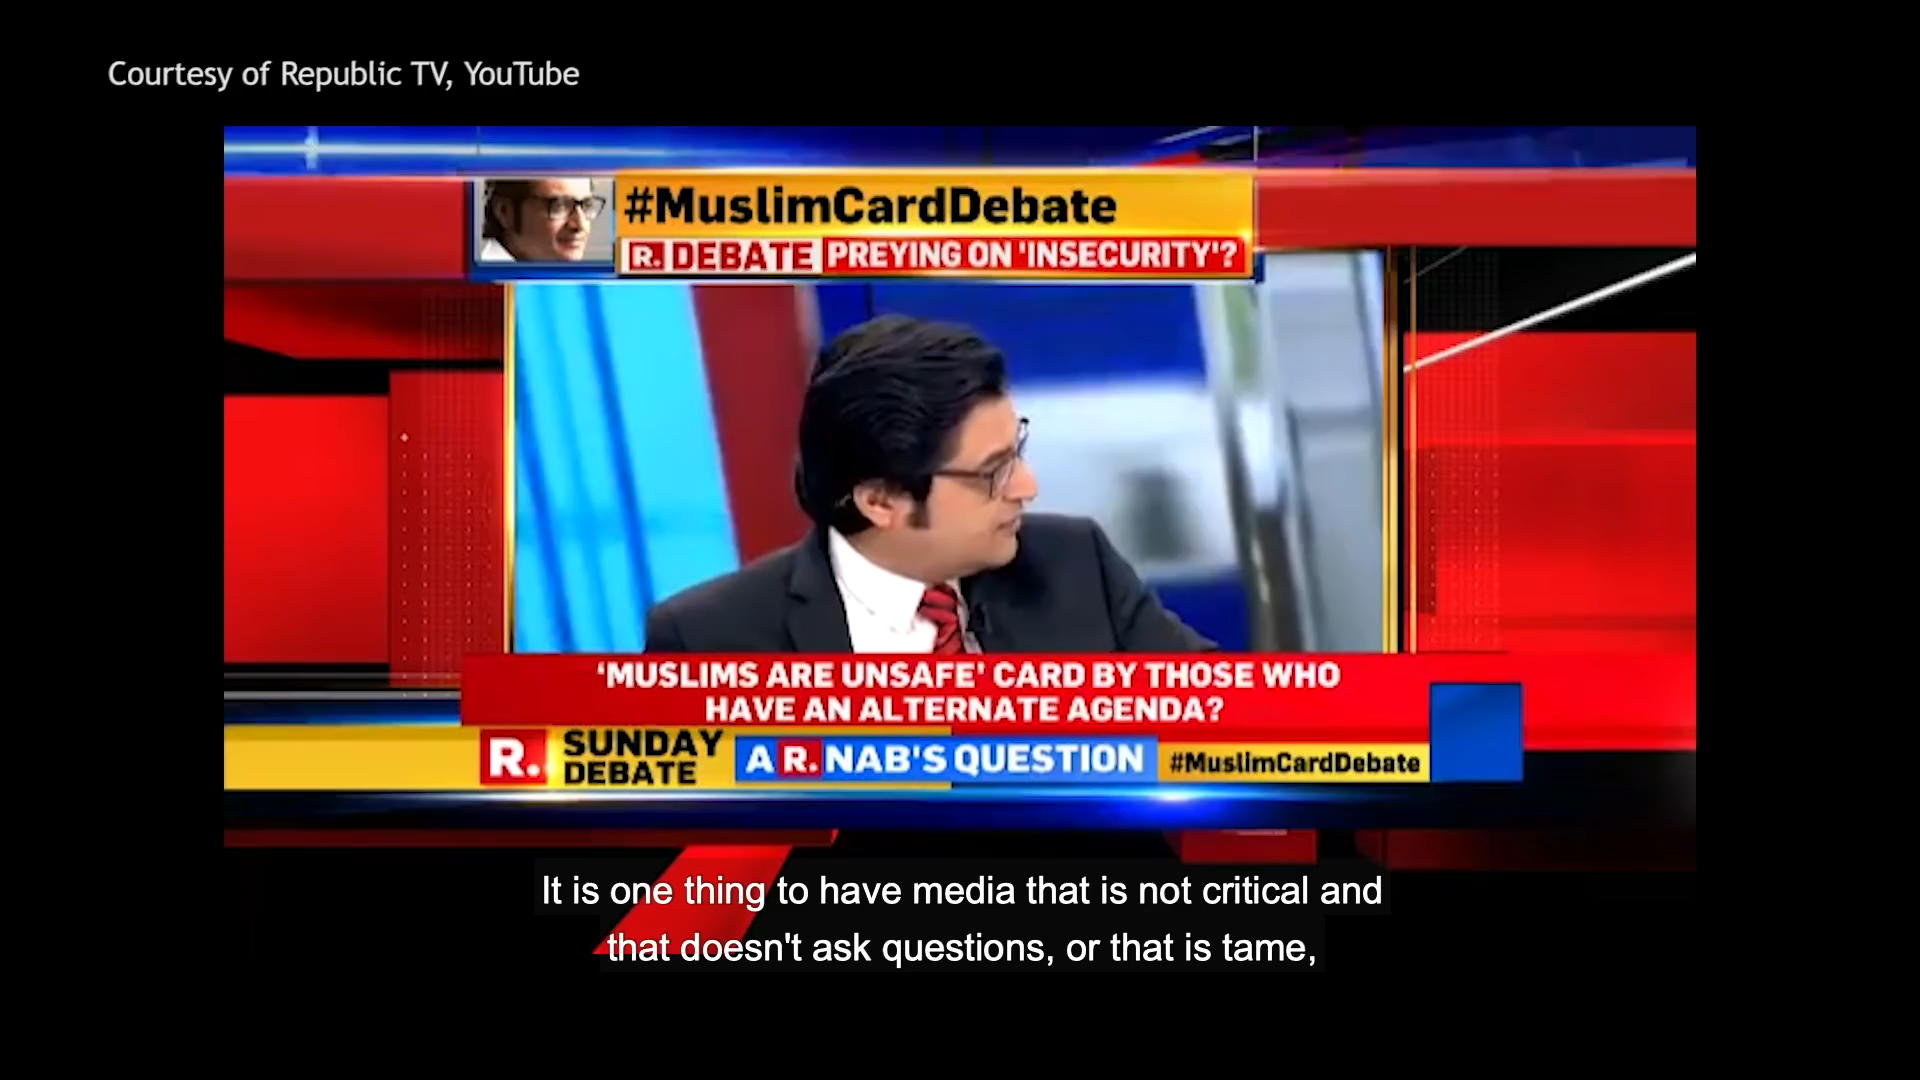 Courtesy of Republic TV, YouTube
#MuslimCardDebate
R. DEBATE PREYING ON 'INSECURITY'?
‘MUSLIMS ARE UNSAFE’ CARD BY THOSE WHO
HAVE AN ALTERNATE AGENDA?
R. SUNDAY
DEBATE
A R. NAB'S QUESTION
#MuslimCardDebate
It is one thing to have media that is not critical and
that doesn't ask questions, or that is tame,